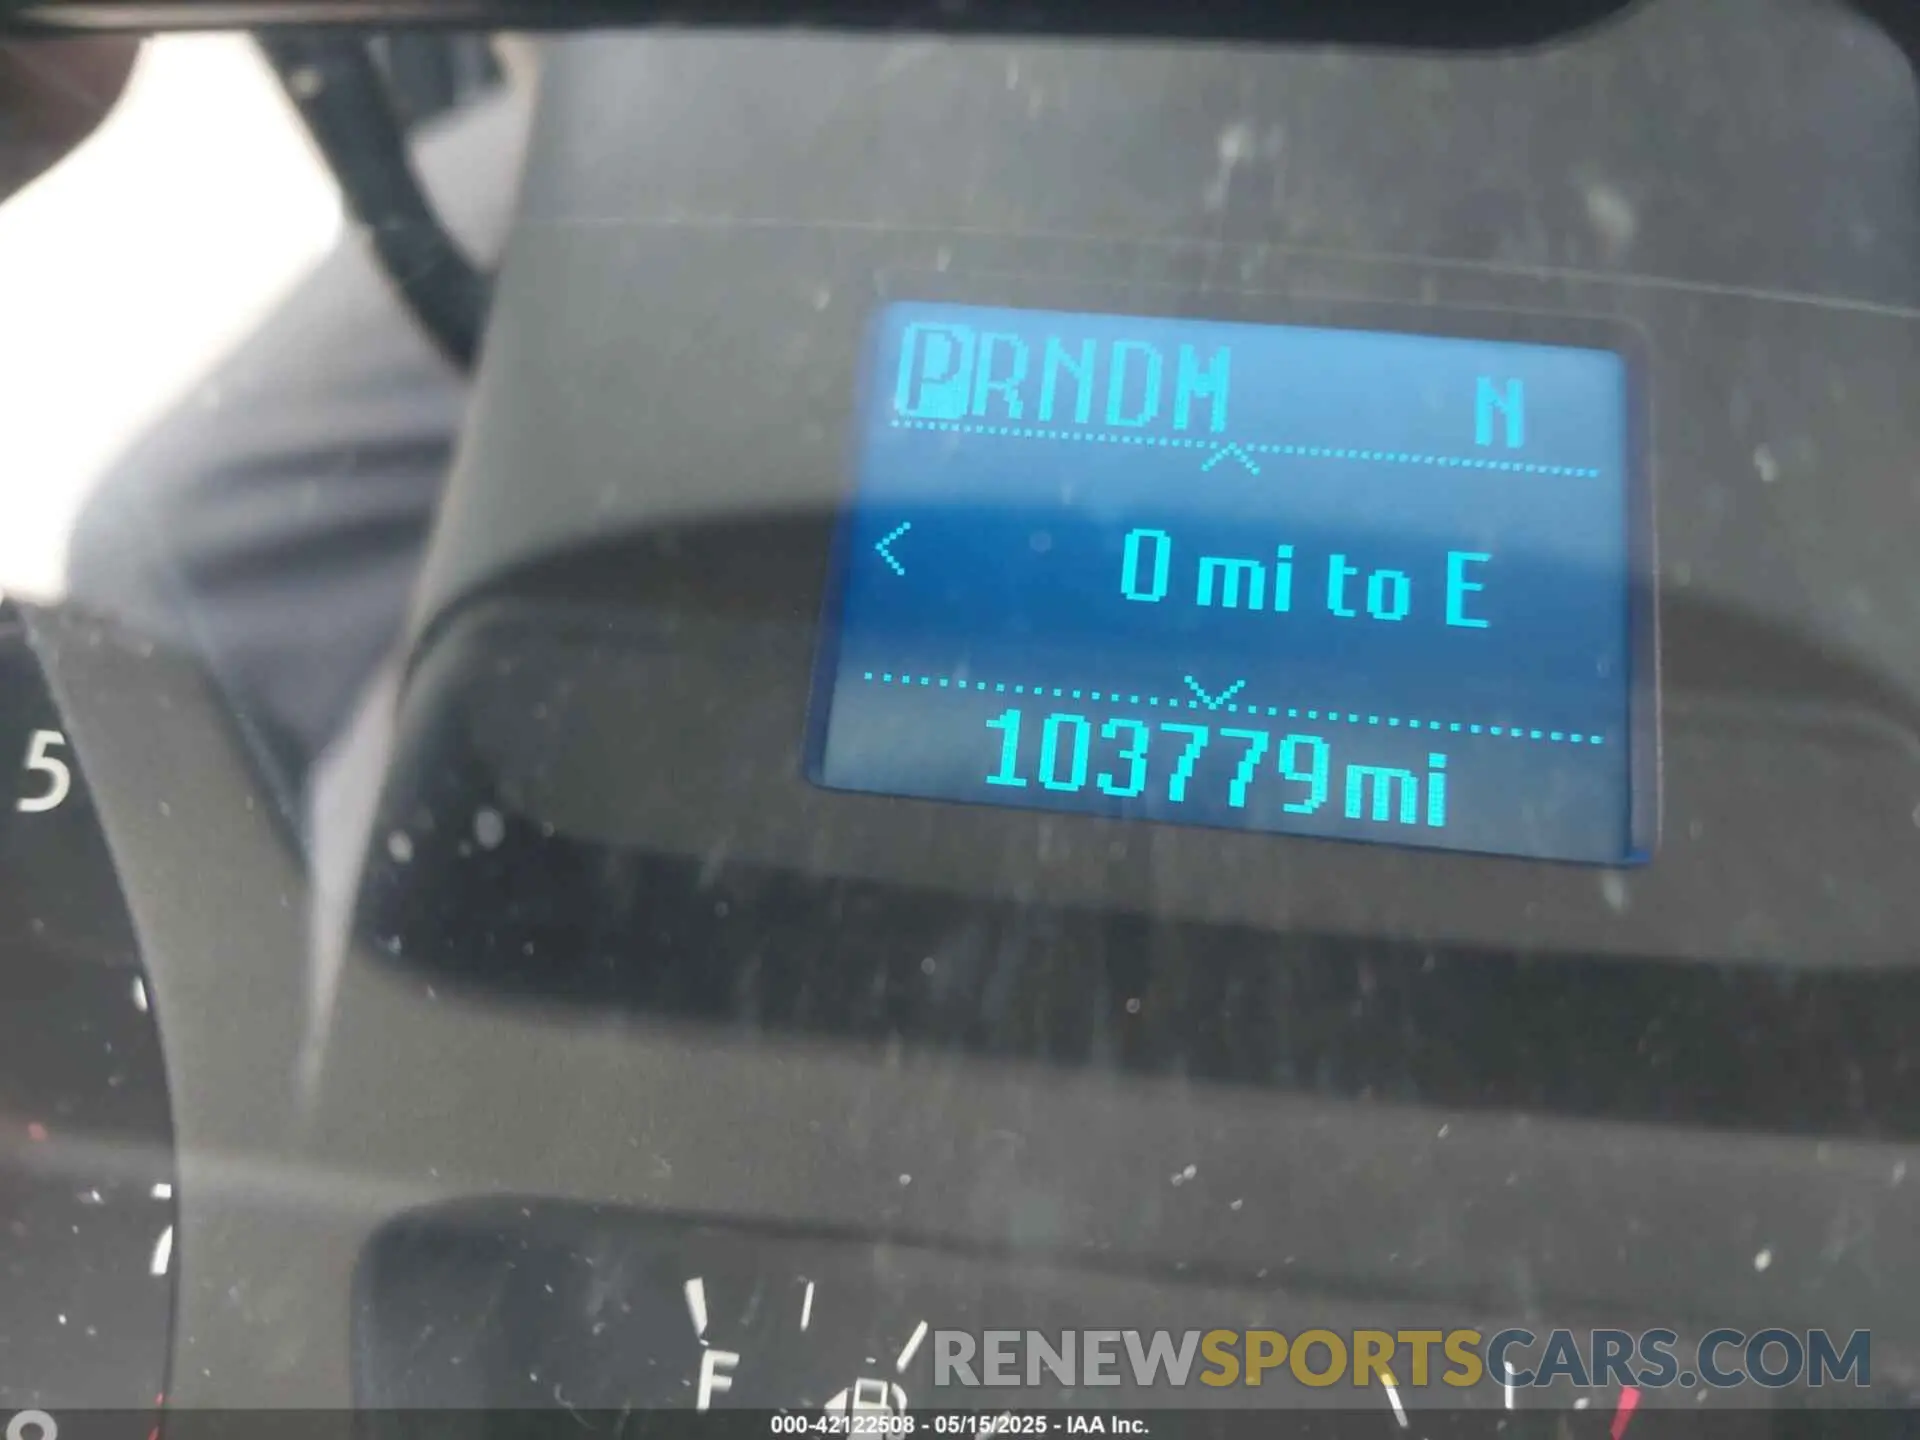 PRNDM N
0 mi to E
103779mi
5
F
RENEWSPORTSCARS.COM
000-42122508 - 05/15/2025 - IAA Inc.